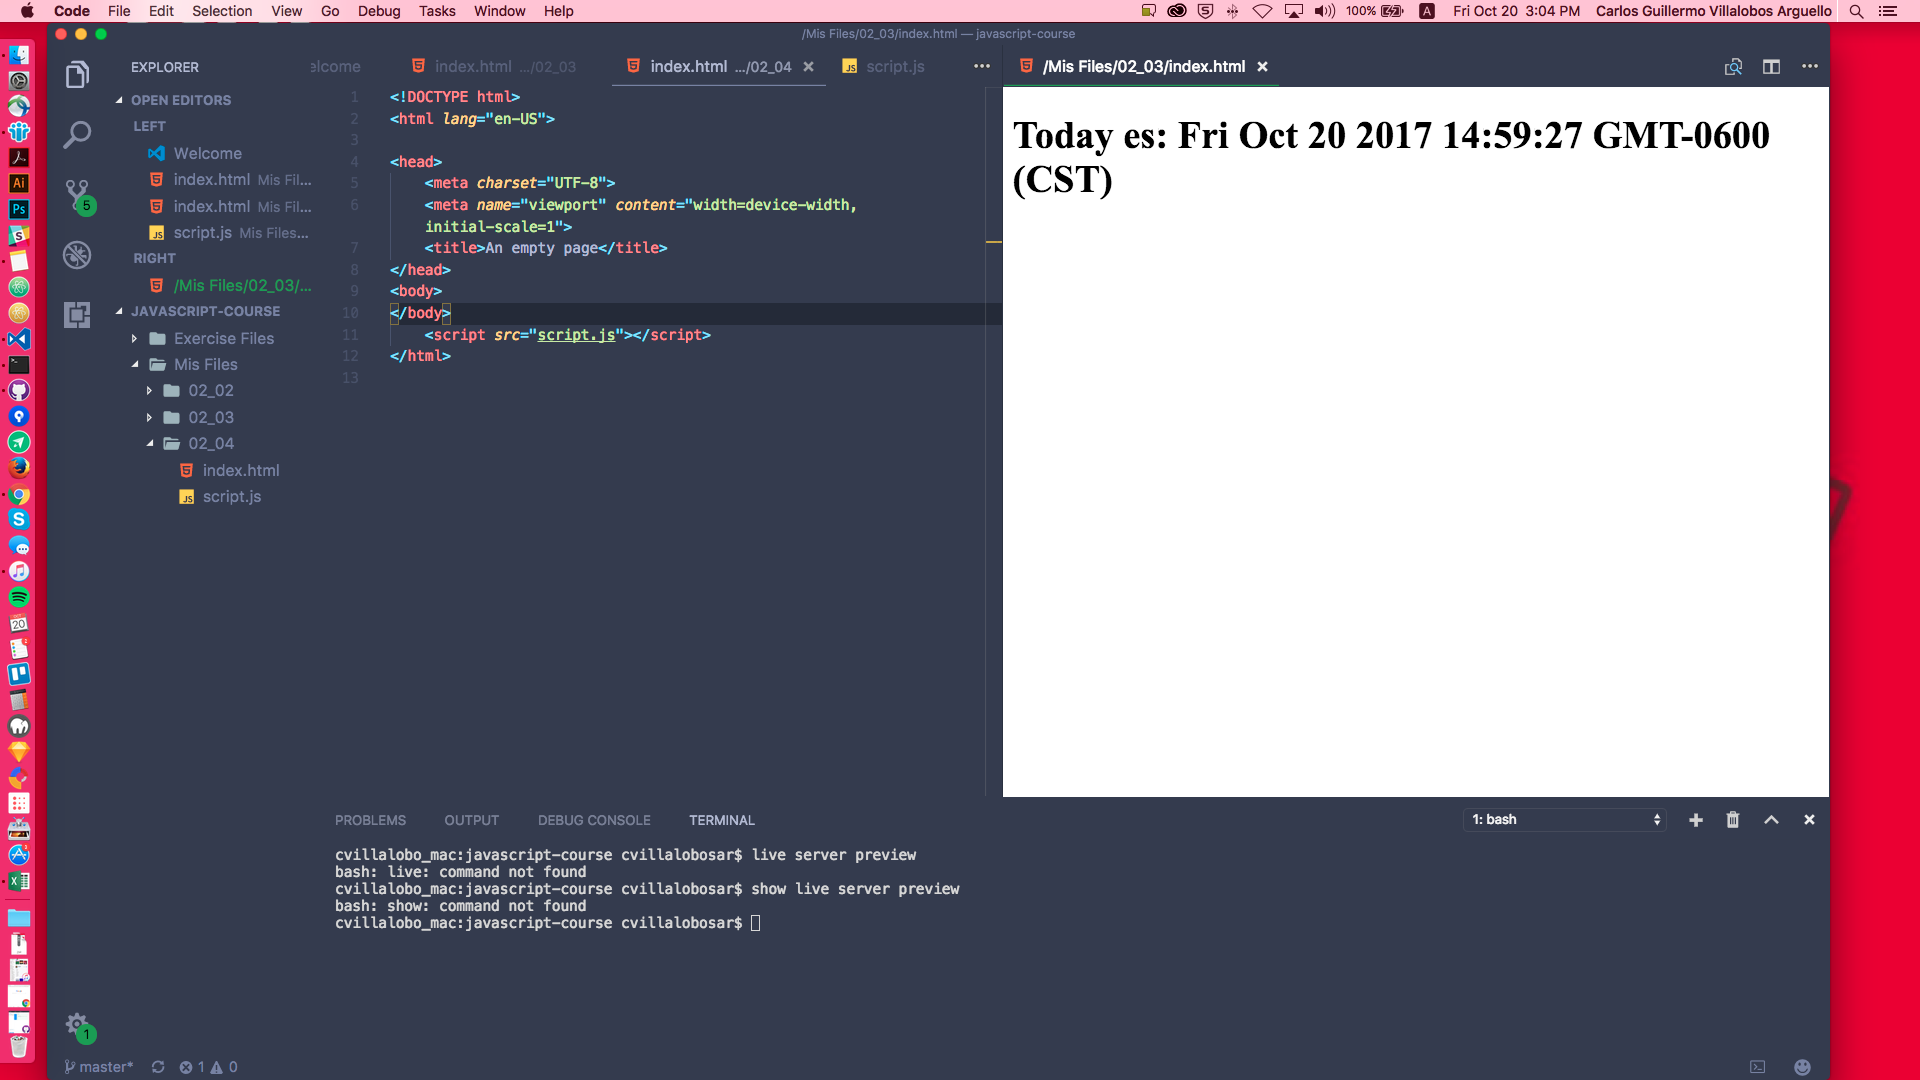 Code File Edit Selection View Go Debug Tasks Window Help
100% A Fri Oct 20 3:04 PM Carlos Guillermo Villalobos Arguello
/Mis Files/02_03/index.html — javascript-course
EXPLORER
OPEN EDITORS
LEFT
Welcome
index.html Mis Fil...
index.html Mis Fil...
script.js Mis Files...
RIGHT
/Mis Files/02_03/...
JAVASCRIPT-COURSE
Exercise Files
Mis Files
02_02
02_03
02_04
index.html
script.js
5
1
elcome index.html .../02_03 index.html .../02_04 script.js
1 <!DOCTYPE html>
2 <html lang="en-US">
3
4 <head>
5 <meta charset="UTF-8">
6 <meta name="viewport" content="width=device-width,
initial-scale=1">
7 <title>An empty page</title>
8 </head>
9 <body>
10 </body>
11 <script src="script.js"></script>
12 </html>
13
/Mis Files/02_03/index.html
Today es: Fri Oct 20 2017 14:59:27 GMT-0600
(CST)
PROBLEMS OUTPUT DEBUG CONSOLE TERMINAL
1: bash
cvillalobo_mac:javascript-course cvillalobosar$ live server preview
bash: live: command not found
cvillalobo_mac:javascript-course cvillalobosar$ show live server preview
bash: show: command not found
cvillalobo_mac:javascript-course cvillalobosar$
master* 1 0
Ai
Ps
S
20